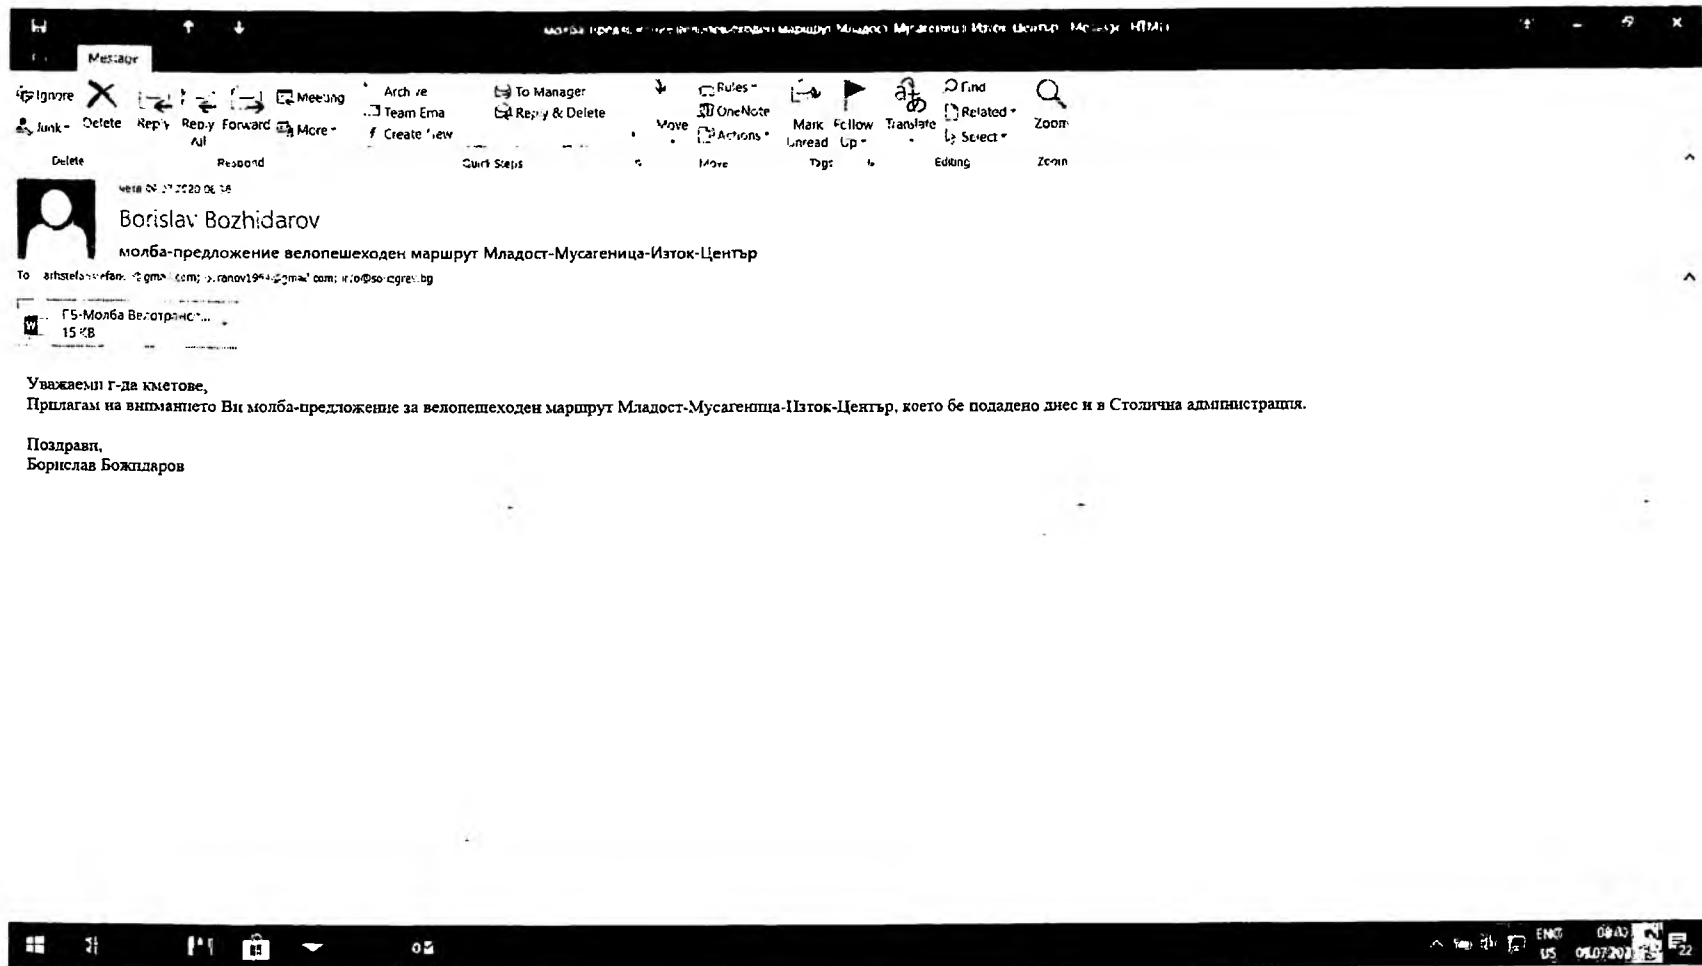 Message
Ignore
Junk
Delete
Reply
Reply All
Forward
Meeting
More
Delete
Respond
Team Ema
To Manager
Reply & Delete
Quick Steps
Move
Rules
OneNote
Actions
Move
Mark Unread
Follow Up
Tags
Translate
Find
Related
Select
Editing
Zoom
Zoom
Borislav Bozhidarov
молба-предложение велопешеходен маршрут Младост-Мусагеница-Изток-Център
To
15 KB
Уважаеми г-да кметове,
Прилагам на вниманието Ви молба-предложение за велопешеходен маршрут Младост-Мусагеница-Изток-Център, което бе подадено днес и в Столична администрация.
Поздрави,
Борислав Божидаров
ENG
US
22